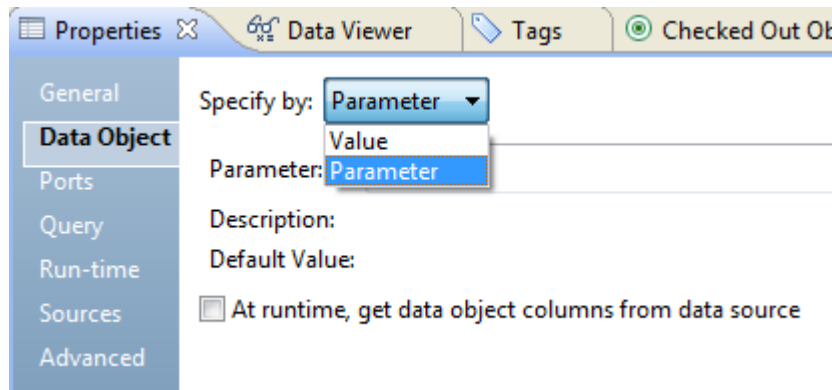 Properties Data Viewer Tags Checked Out Ob
General
Data Object
Ports
Query
Run-time
Sources
Advanced
Specify by: Parameter
Value
Parameter
Parameter:
Description:
Default Value:
At runtime, get data object columns from data source